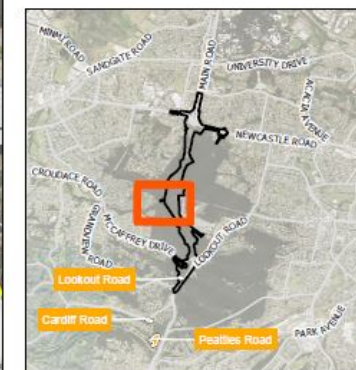 MINMI ROAD
SANDGATE ROAD
MAIN ROAD
UNIVERSITY DRIVE
ACACIA AVENUE
NEWCASTLE ROAD
CROUDACE ROAD
GRANDVIEW ROAD
MCCAFFREY DRIVE
LOOKOUT ROAD
Lookout Road
Cardiff Road
Peatties Road
PARK AVENUE